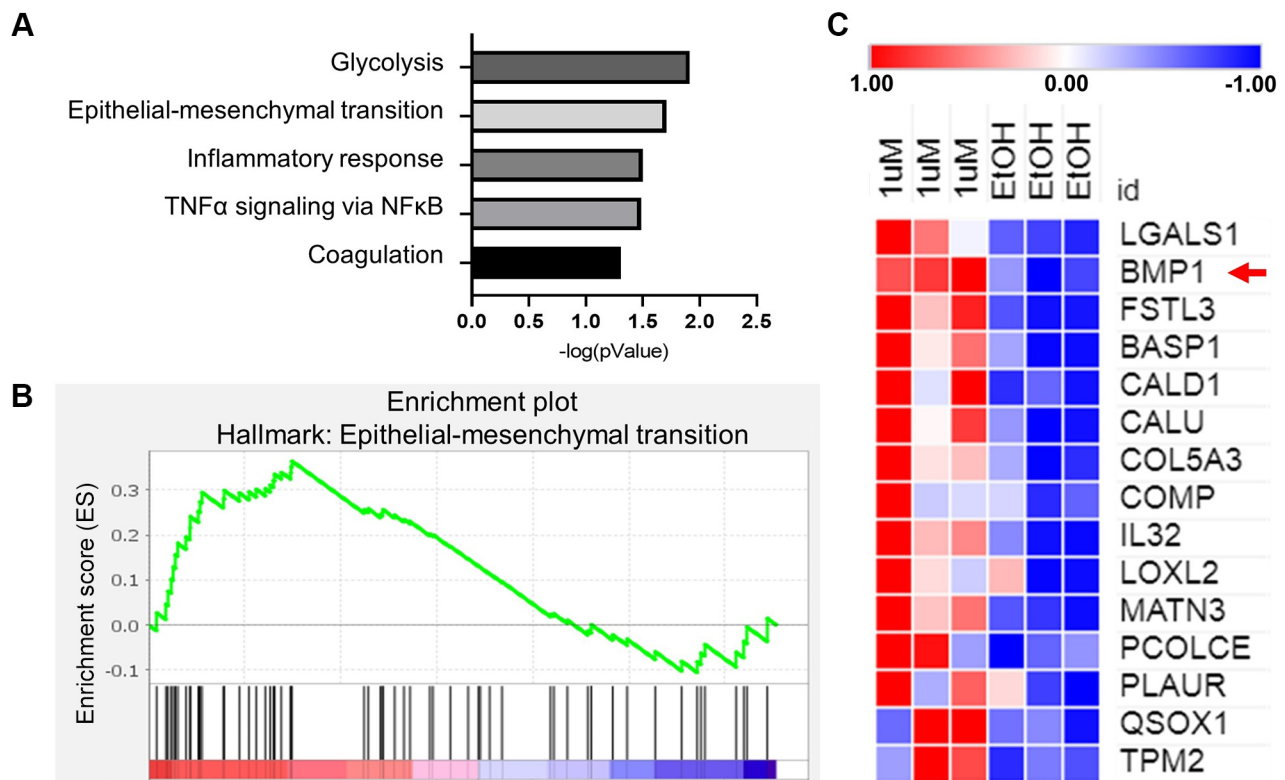 A
Glycolysis
Epithelial-mesenchymal transition
Inflammatory response
TNFα signaling via NFκB
Coagulation
0.0 0.5 1.0 1.5 2.0 2.5
-log(pValue)
B
Enrichment plot
Hallmark: Epithelial-mesenchymal transition
Enrichment score (ES)
0.3
0.2
0.1
0.0
-0.1
C
1.00 0.00 -1.00
1uM 1uM 1uM EtOH EtOH EtOH id
LGALS1
BMP1
FSTL3
BASP1
CALD1
CALU
COL5A3
COMP
IL32
LOXL2
MATN3
PCOLCE
PLAUR
QSOX1
TPM2